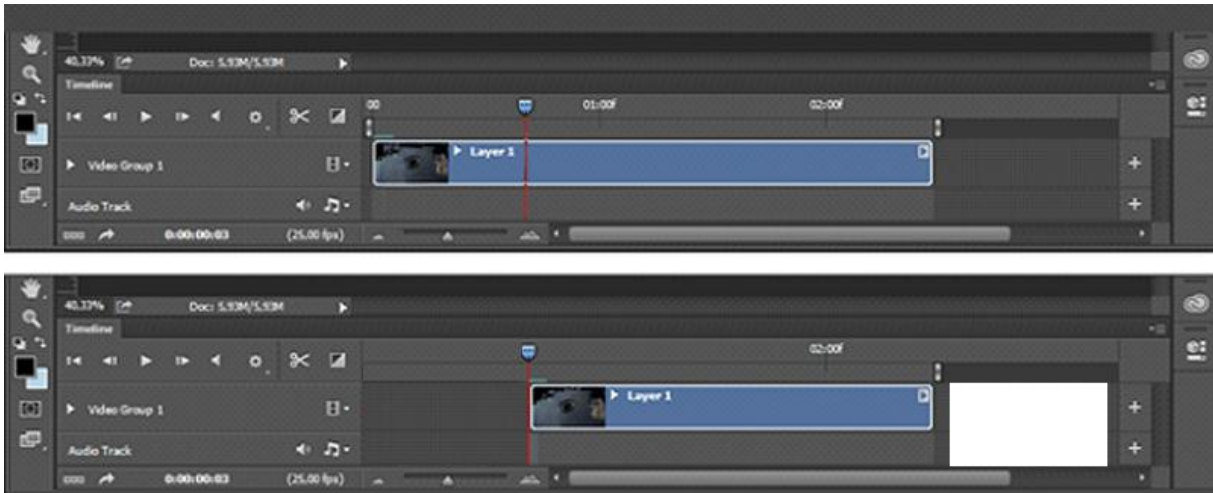 40.33% Doc: 5.93M/5.93M
Timeline
00 01:00f 02:00f
Layer 1
Video Group 1
Audio Track
0:00:00:03 (25.00 fps)
40.33% Doc: 5.93M/5.93M
Timeline
02:00f
Layer 1
Video Group 1
Audio Track
0:00:00:03 (25.00 fps)